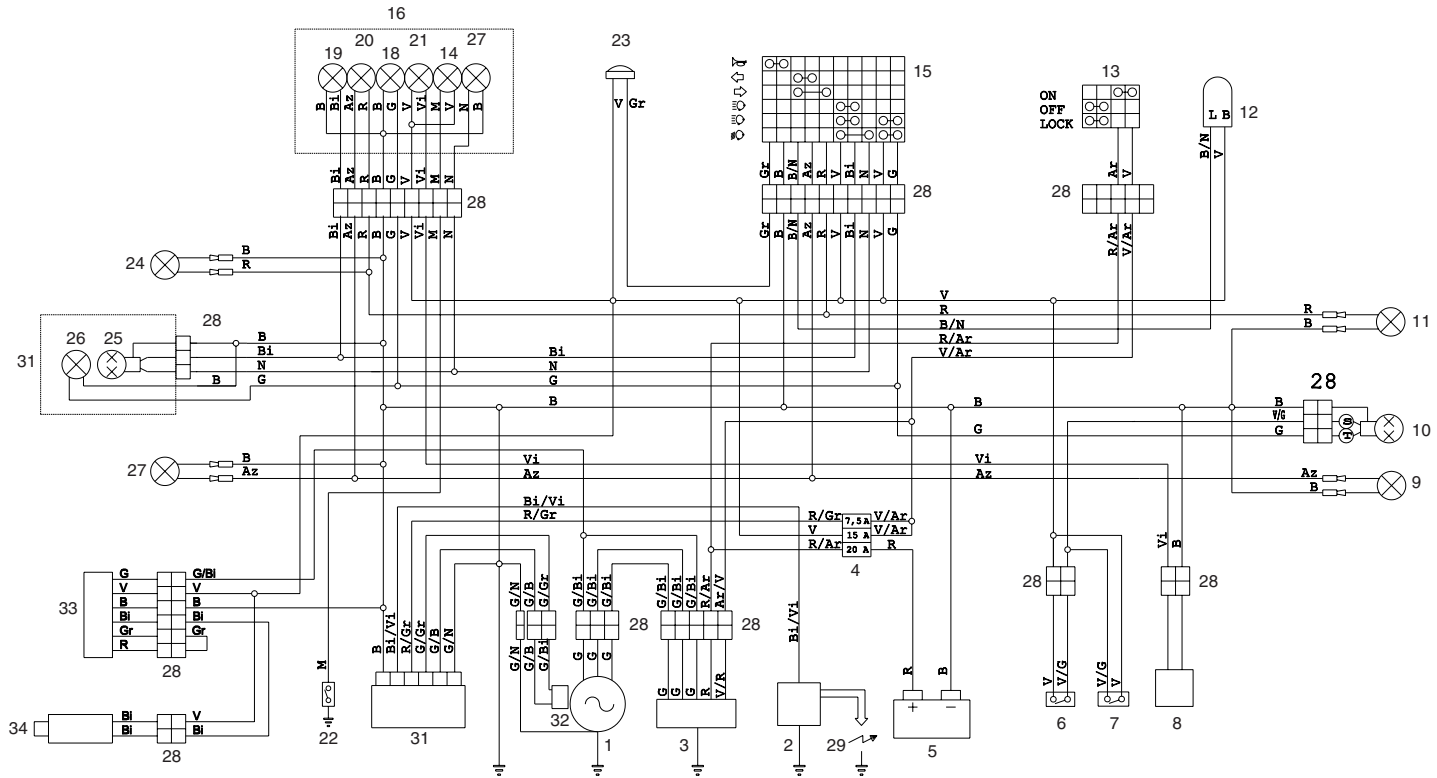 16
19 20 18 21 14 27
B Bi Az R B G V Vi M V N B
Bi Az R B G V Vi M N
28
Bi Az R B G V Vi M N
23
V Gr
15
Gr B B/N Az R V Bi N V G
28
Gr B B/N Az R V Bi N V G
13
ON
OFF
LOCK
Ar V
28
R/Ar V/Ar
12
L B
B/N V
24
B
R
V
R
B/N
R/Ar
V/Ar
R
B
11
31
26 25
28
B
Bi
N
B G
Bi
N
G
B
B
G
28
B
V/G
G
10
27
B
Az
Vi
Az
Vi
Az
Az
B
9
Bi/Vi
R/Gr
R/Gr 7,5A V/Ar
V 15 A V/Ar
R/Ar 20 A R
4
33
G G/Bi
V V
B B
Bi Bi
Gr Gr
R
28
34
Bi V
Bi Bi
28
M
22
B Bi/Vi R/Gr G/Gr G/B G/N
31
G/N G/B G/Gr
G/N G/B G/Bi
32
G/Bi G/Bi G/Bi
28
G G G
1
G/Bi G/Bi G/Bi R/Ar Ar/V
28
G G G R V/R
3
Bi/Vi
2
29
R B
+ −
5
28
V V/G
6
V/G V
7
Vi B
28
8